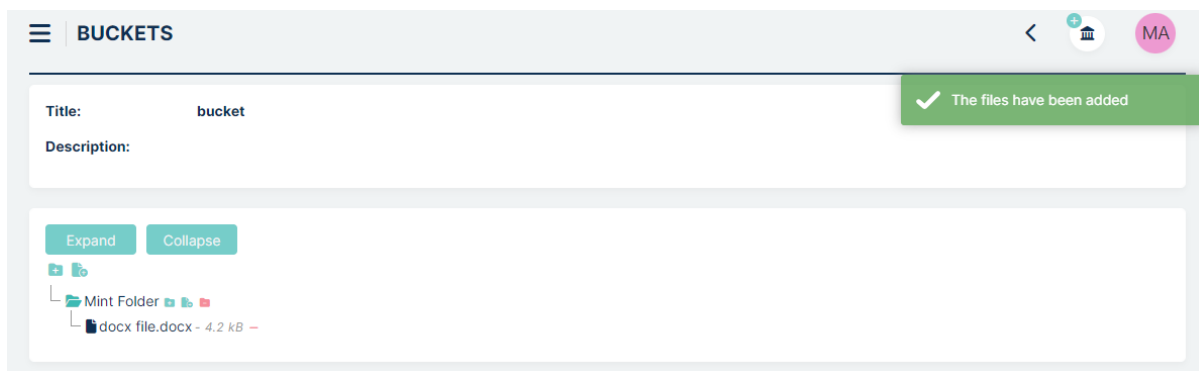 BUCKETS
MA
The files have been added
Title: bucket
Description:
Expand Collapse
Mint Folder
docx file.docx - 4.2 kB